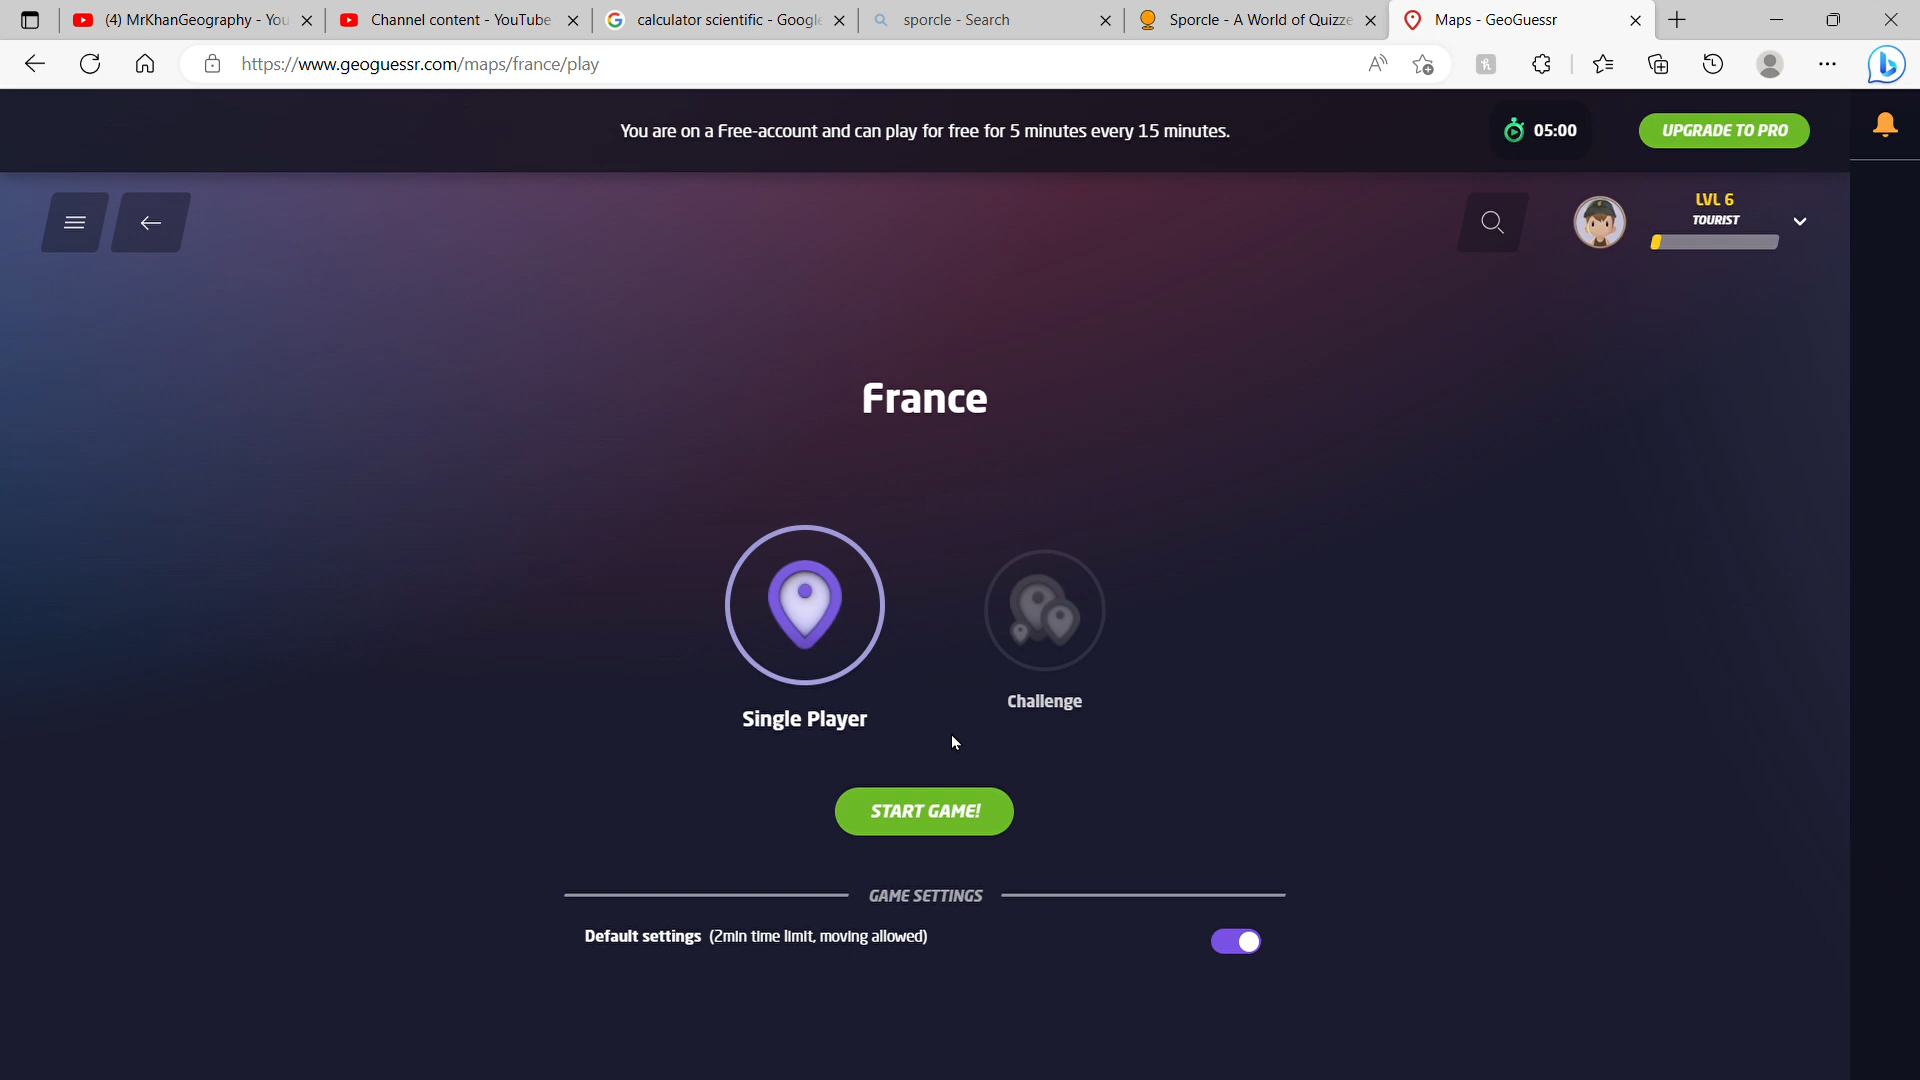 (4) MrKhanGeography - You
Channel content - YouTube
calculator scientific - Google
sporcle - Search
Sporcle - A World of Quizze
Maps - GeoGuessr
https://www.geoguessr.com/maps/france/play
You are on a Free-account and can play for free for 5 minutes every 15 minutes.
05:00
UPGRADE TO PRO
LVL 6
TOURIST
France
Single Player
Challenge
START GAME!
GAME SETTINGS
Default settings (2min time limit, moving allowed)